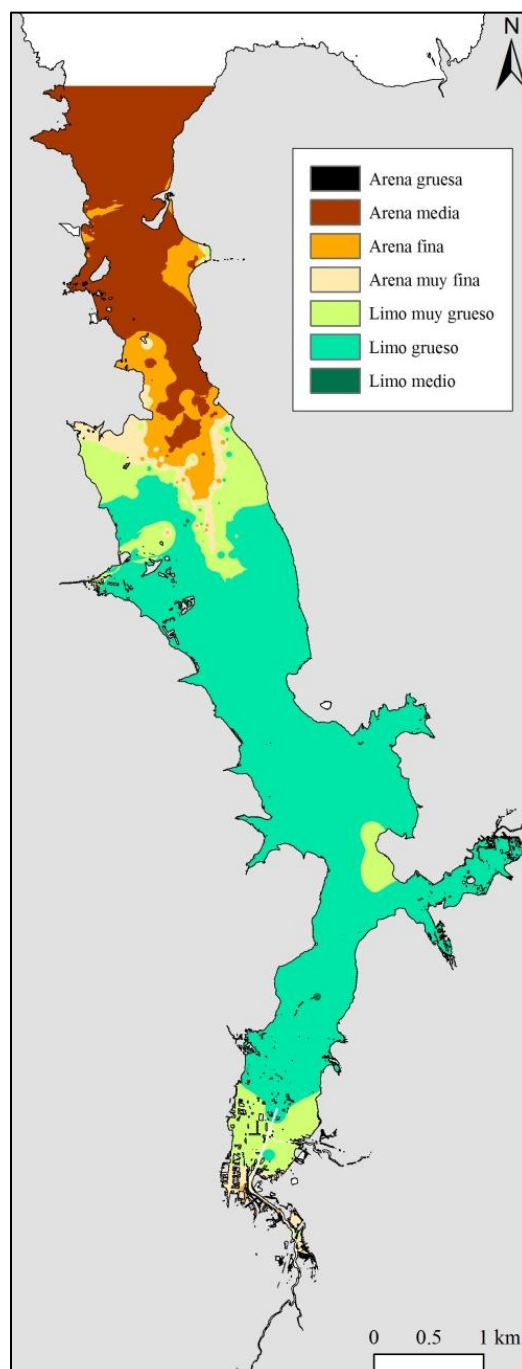 N
Arena gruesa
Arena media
Arena fina
Arena muy fina
Limo muy grueso
Limo grueso
Limo medio
0 0.5 1 km